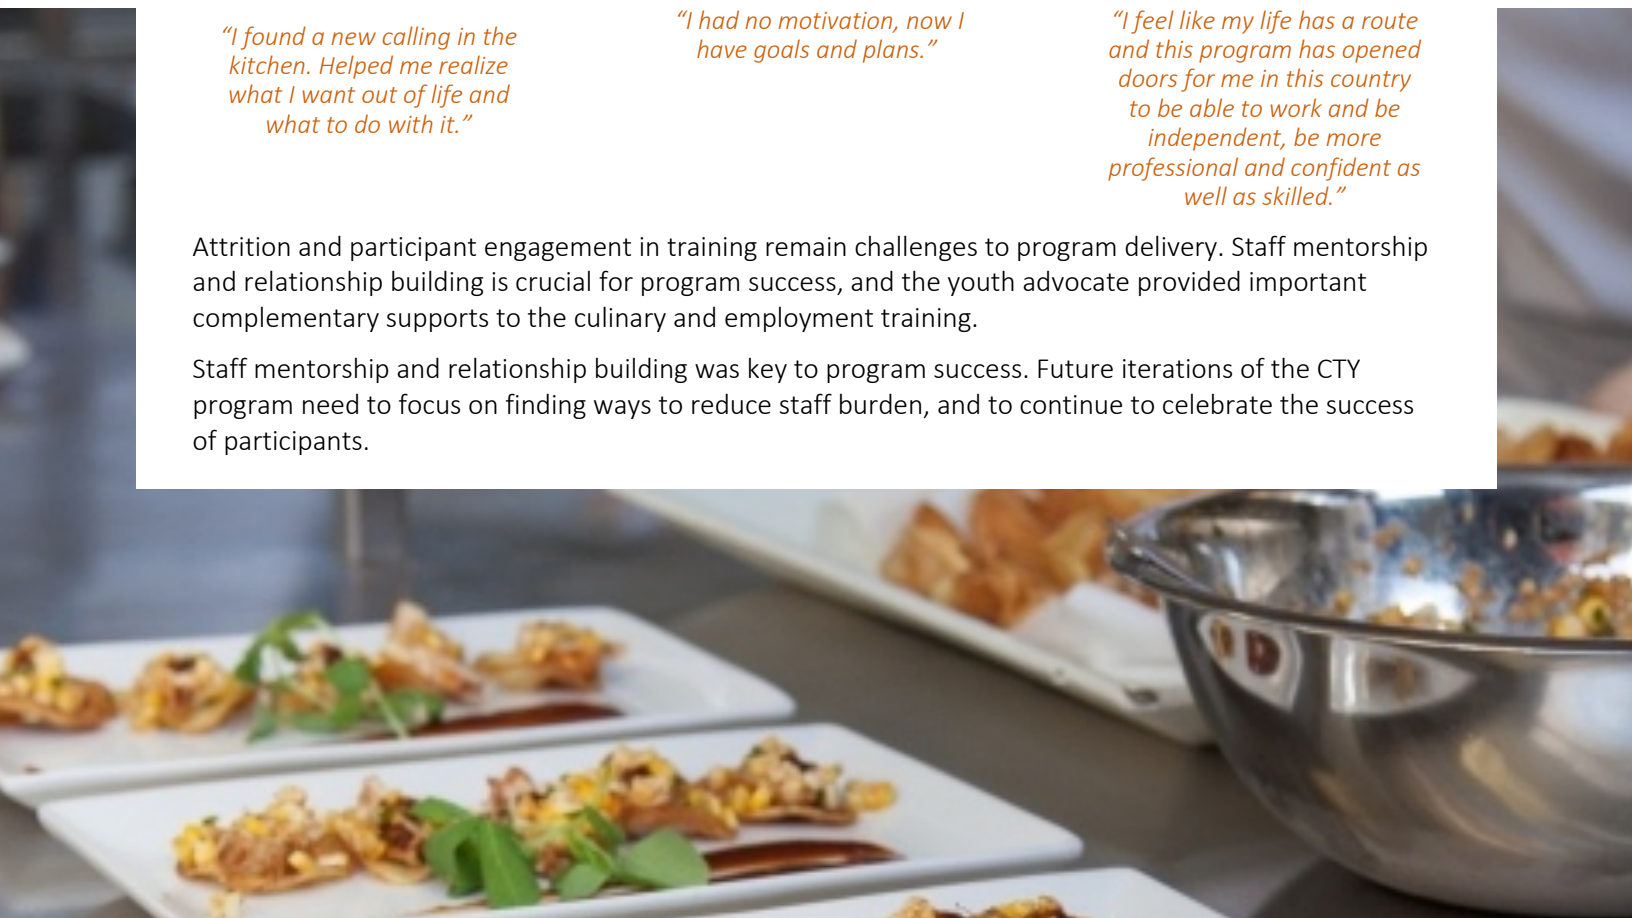 “I found a new calling in the
kitchen. Helped me realize
what I want out of life and
what to do with it.”
“I had no motivation, now I
have goals and plans.”
“I feel like my life has a route
and this program has opened
doors for me in this country
to be able to work and be
independent, be more
professional and confident as
well as skilled.”
Attrition and participant engagement in training remain challenges to program delivery. Staff mentorship
and relationship building is crucial for program success, and the youth advocate provided important
complementary supports to the culinary and employment training.
Staff mentorship and relationship building was key to program success. Future iterations of the CTY
program need to focus on finding ways to reduce staff burden, and to continue to celebrate the success
of participants.